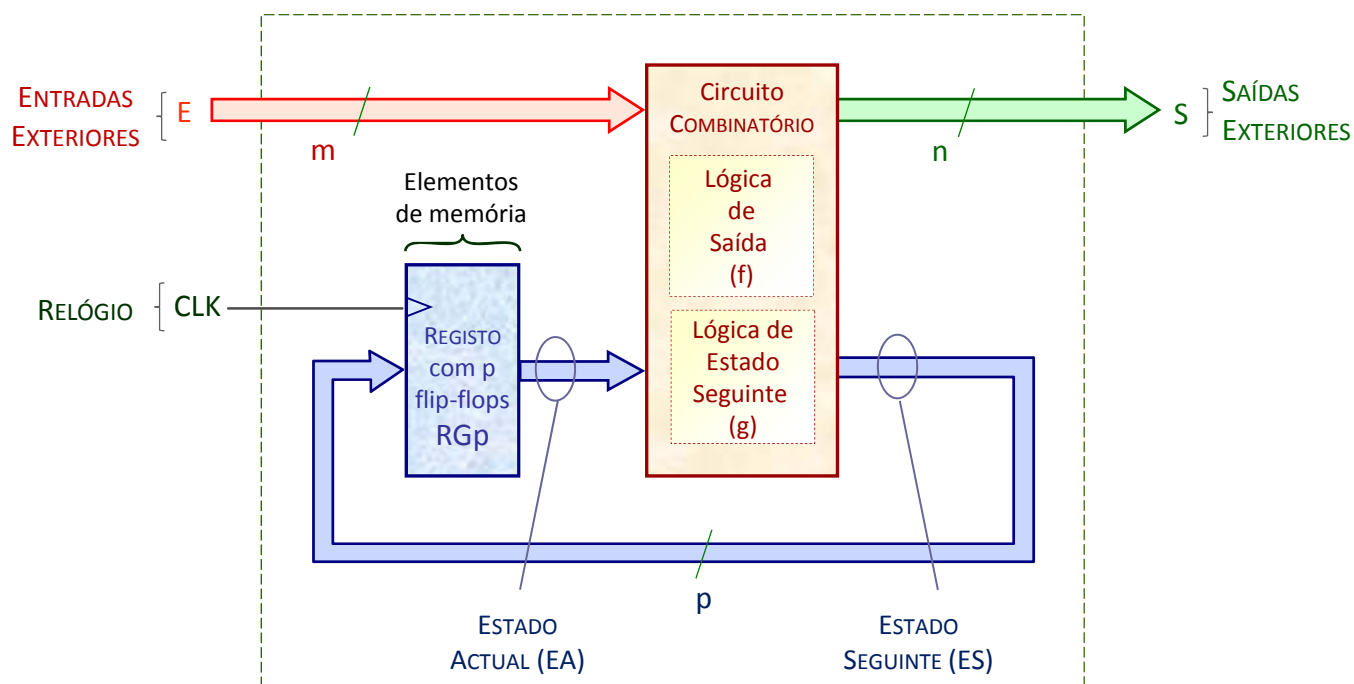 ENTRADAS
EXTERIORES
E
m
Circuito
COMBINATÓRIO
n
S
SAÍDAS
EXTERIORES
Elementos
de memória
Lógica
de
Saída
(f)
RELÓGIO
CLK
REGISTO
com p
flip-flops
RGp
Lógica de
Estado
Seguinte
(g)
p
ESTADO
ACTUAL (EA)
ESTADO
SEGUINTE (ES)